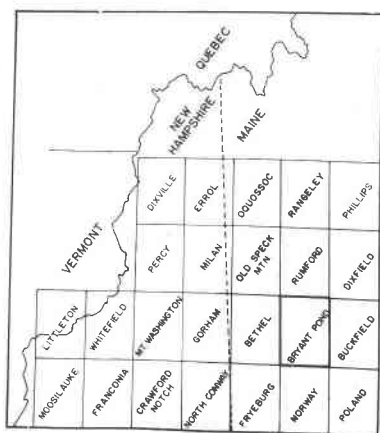 QUEBEC
NEW
HAMPSHIRE
MAINE
VERMONT
DIXVILLE
ERROL
OQUOSSOC
RANGELEY
PHILLIPS
PERCY
MILAN
OLD SPECK
MTN
RUMFORD
DIXFIELD
LITTLETON
WHITEFIELD
MT WASHINGTON
GORHAM
BETHEL
BRYANT POND
BUCKFIELD
MOOSILAUKE
FRANCONIA
CRAWFORD
NOTCH
NORTH CONWAY
FRYEBURG
NORWAY
POLAND